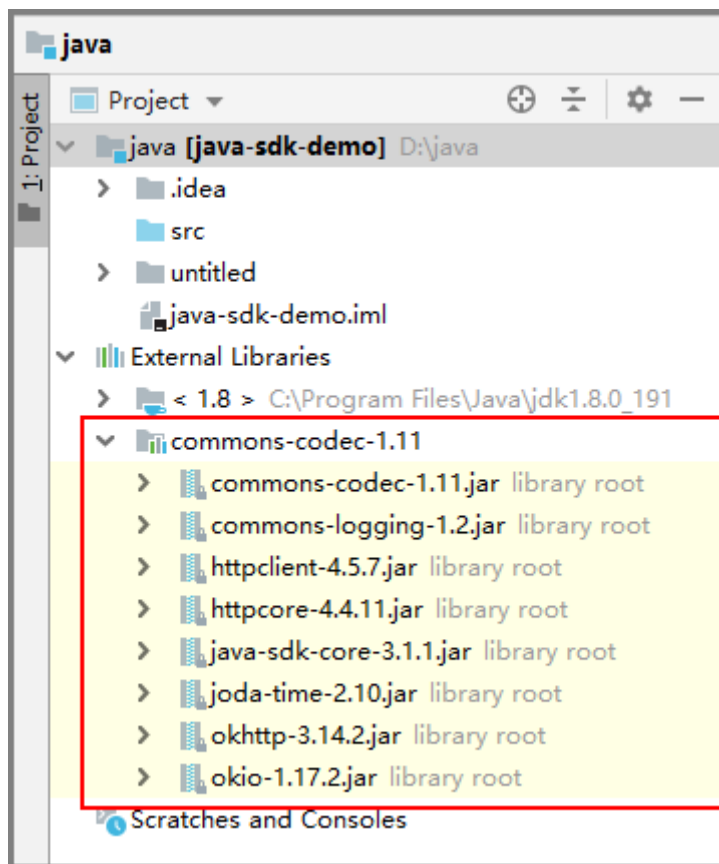 java
1: Project
Project
java [java-sdk-demo] D:\java
.idea
src
untitled
java-sdk-demo.iml
External Libraries
< 1.8 > C:\Program Files\Java\jdk1.8.0_191
commons-codec-1.11
commons-codec-1.11.jar library root
commons-logging-1.2.jar library root
httpclient-4.5.7.jar library root
httpcore-4.4.11.jar library root
java-sdk-core-3.1.1.jar library root
joda-time-2.10.jar library root
okhttp-3.14.2.jar library root
okio-1.17.2.jar library root
Scratches and Consoles